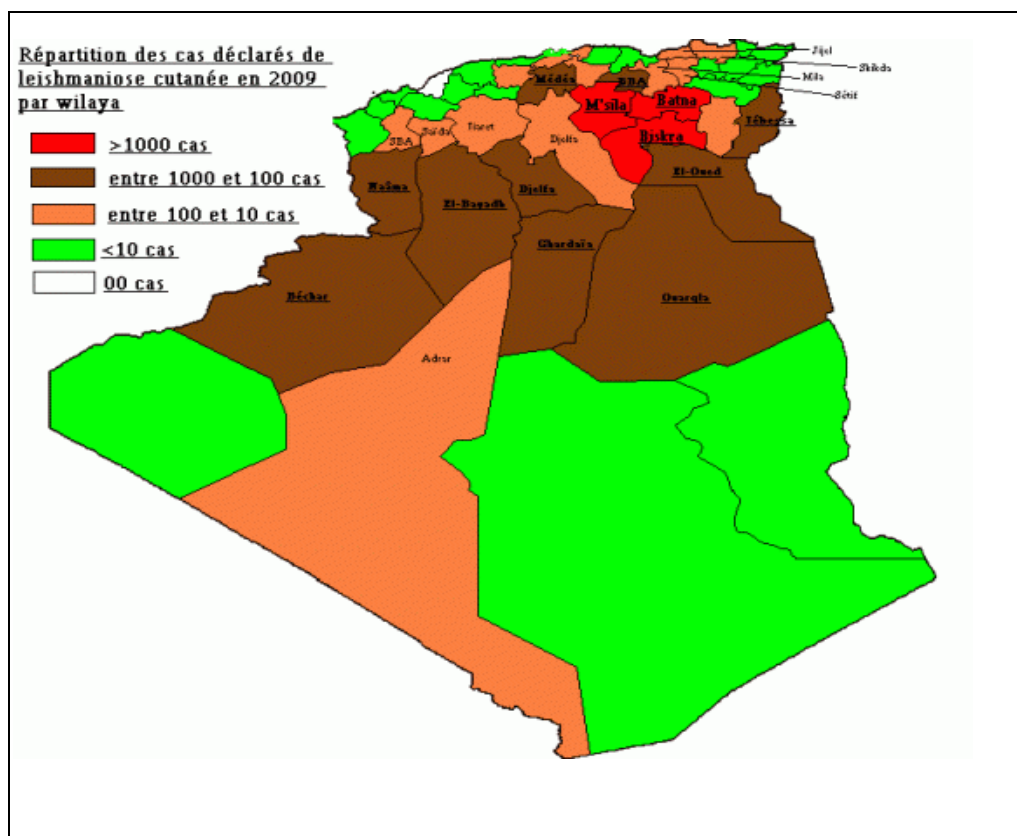 Répartition des cas déclarés de
leishmaniose cutanée en 2009
par wilaya
>1000 cas
entre 1000 et 100 cas
entre 100 et 10 cas
<10 cas
00 cas
Jijel
Skikda
Mila
Sétif
Médéa
BBA
M'sila
Batna
Tébessa
SBA
Saïda
Tiaret
Djelfa
Biskra
El-Oued
Naâma
El-Bayadh
Djelfa
Ghardaïa
Béchar
Ouargla
Adrar